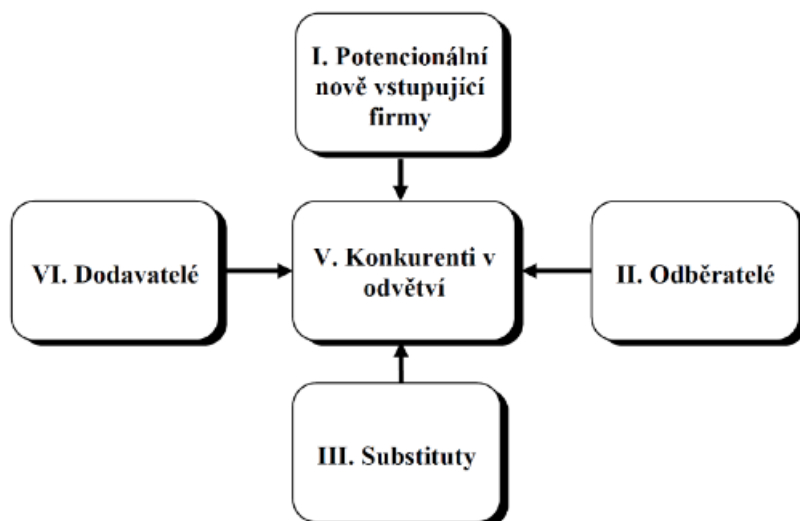 I. Potencionální
nově vstupující
firmy
VI. Dodavatelé
V. Konkurenti v
odvětví
II. Odběratelé
III. Substituty